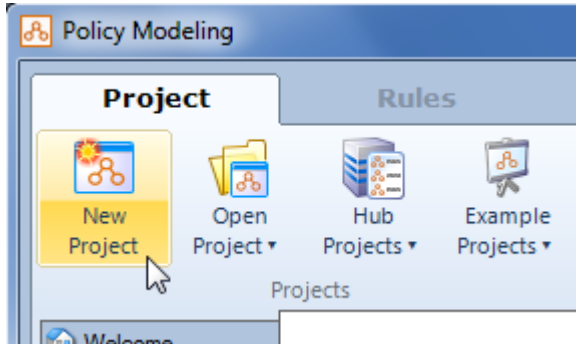 Policy Modeling
Project Rules
New Open Hub Example
Project Project Projects Projects
Projects
Welcome